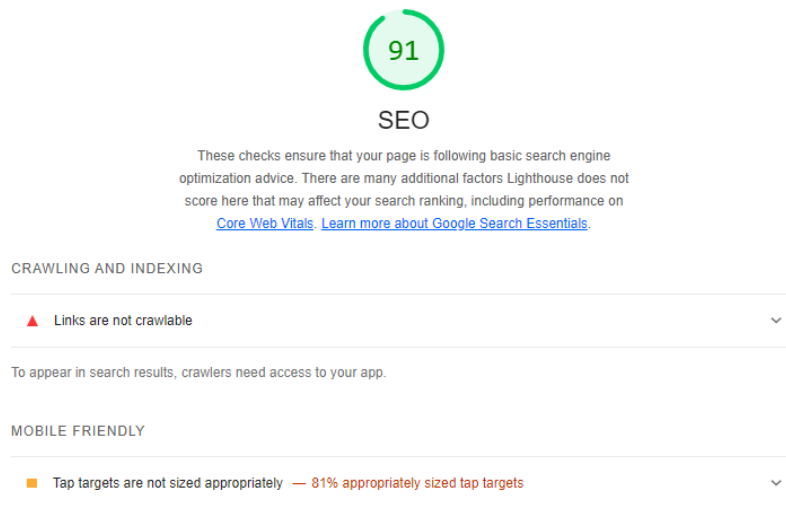 91
SEO
These checks ensure that your page is following basic search engine
optimization advice. There are many additional factors Lighthouse does not
score here that may affect your search ranking, including performance on
Core Web Vitals. Learn more about Google Search Essentials.
CRAWLING AND INDEXING
Links are not crawlable
To appear in search results, crawlers need access to your app.
MOBILE FRIENDLY
Tap targets are not sized appropriately — 81% appropriately sized tap targets